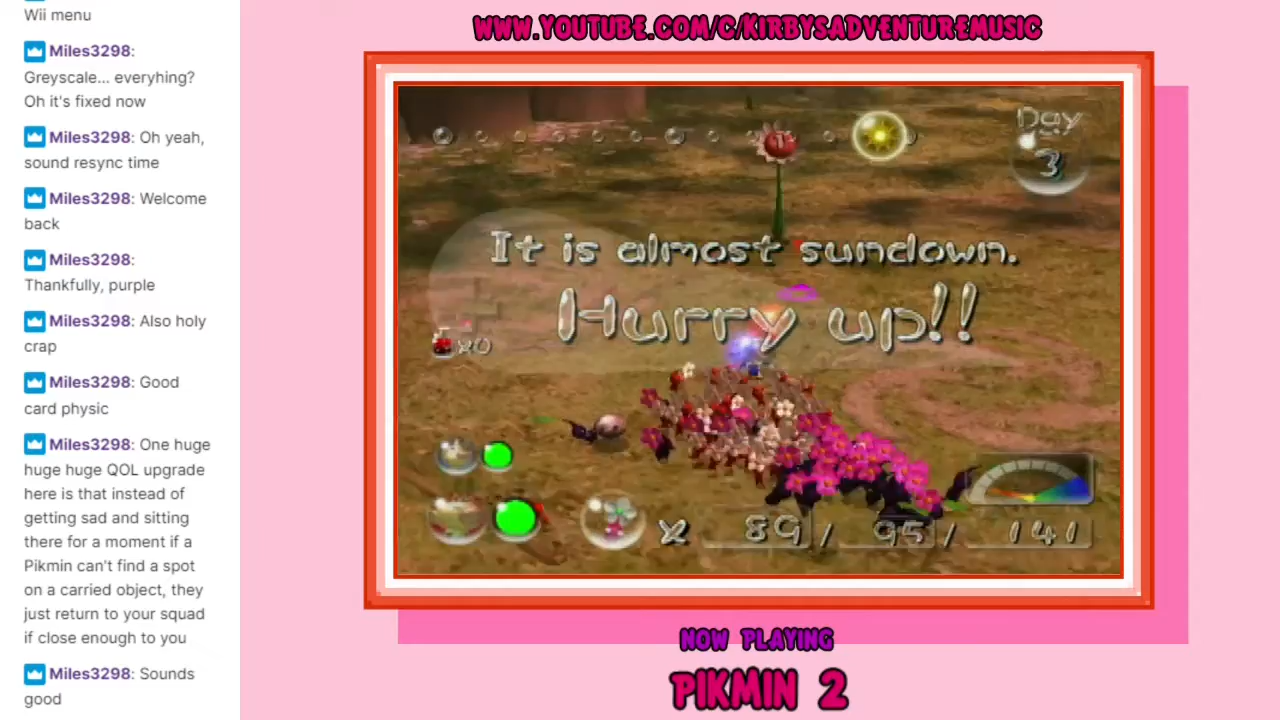 Wii menu
Miles3298:
Greyscale... everyhing?
Oh it's fixed now
Miles3298: Oh yeah,
sound resync time
Miles3298: Welcome
back
Miles3298:
Thankfully, purple
Miles3298: Also holy
crap
Miles3298: Good
card physic
Miles3298: One huge
huge huge QOL upgrade
here is that instead of
getting sad and sitting
there for a moment if a
Pikmin can't find a spot
on a carried object, they
just return to your squad
if close enough to you
Miles3298: Sounds
good
WWW.YOUTUBE.COM/C/KIRBYSADVENTUREMUSIC
Day
3
It is almost sundown.
Hurry up!!
x0
x 89/ 95/ 141
NOW PLAYING
PIKMIN 2